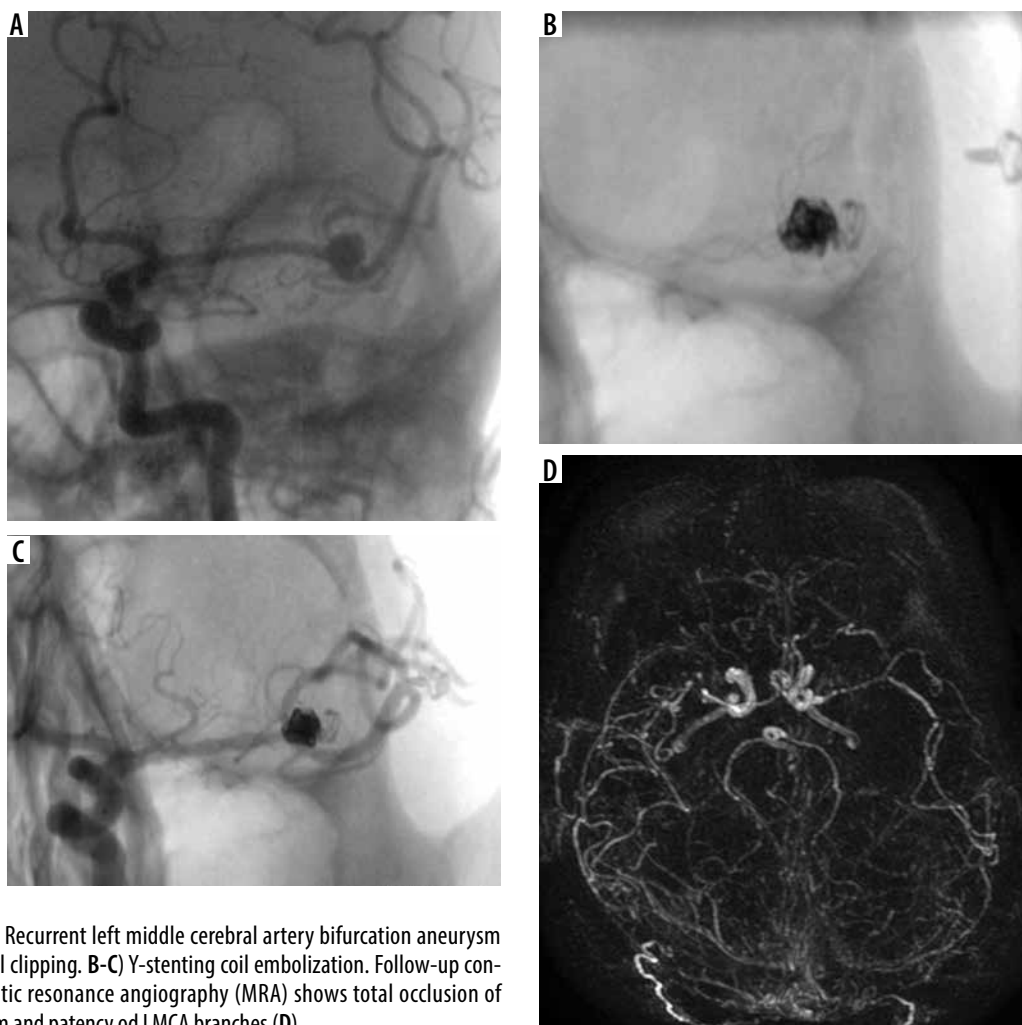 A
B
C
D
Recurrent left middle cerebral artery bifurcation aneurysm
l clipping. B-C) Y-stenting coil embolization. Follow-up con-
tic resonance angiography (MRA) shows total occlusion of
m and patency od LMCA branches (D)